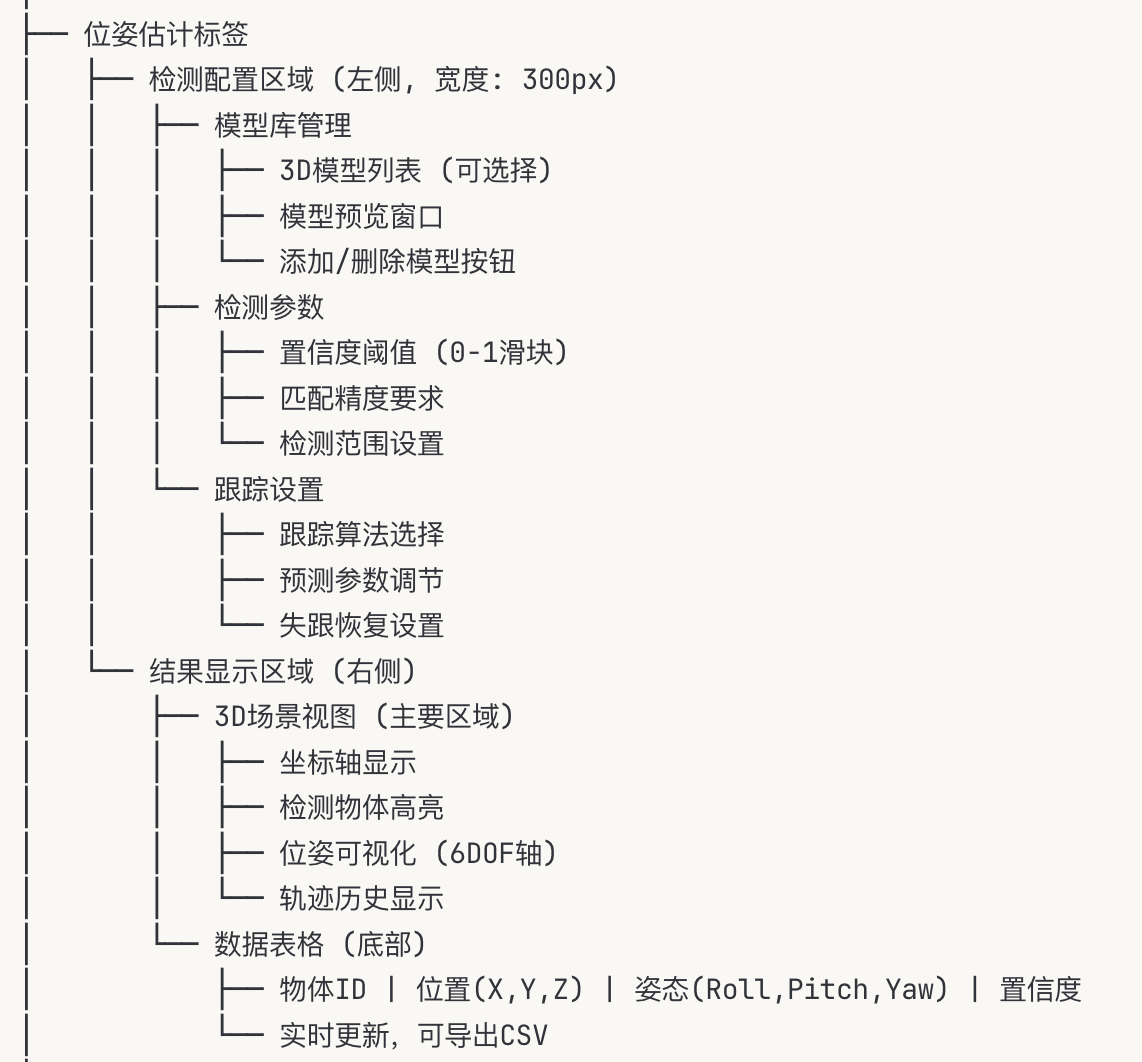 ├── 位姿估计标签
│   ├── 检测配置区域 (左侧, 宽度: 300px)
│   │   ├── 模型库管理
│   │   │   ├── 3D模型列表 (可选择)
│   │   │   ├── 模型预览窗口
│   │   │   └── 添加/删除模型按钮
│   │   ├── 检测参数
│   │   │   ├── 置信度阈值 (0-1滑块)
│   │   │   ├── 匹配精度要求
│   │   │   └── 检测范围设置
│   │   └── 跟踪设置
│   │       ├── 跟踪算法选择
│   │       ├── 预测参数调节
│   │       └── 失跟恢复设置
│   └── 结果显示区域 (右侧)
│       ├── 3D场景视图 (主要区域)
│       │   ├── 坐标轴显示
│       │   ├── 检测物体高亮
│       │   ├── 位姿可视化 (6DOF轴)
│       │   └── 轨迹历史显示
│       └── 数据表格 (底部)
│           ├── 物体ID | 位置(X,Y,Z) | 姿态(Roll,Pitch,Yaw) | 置信度
│           └── 实时更新，可导出CSV